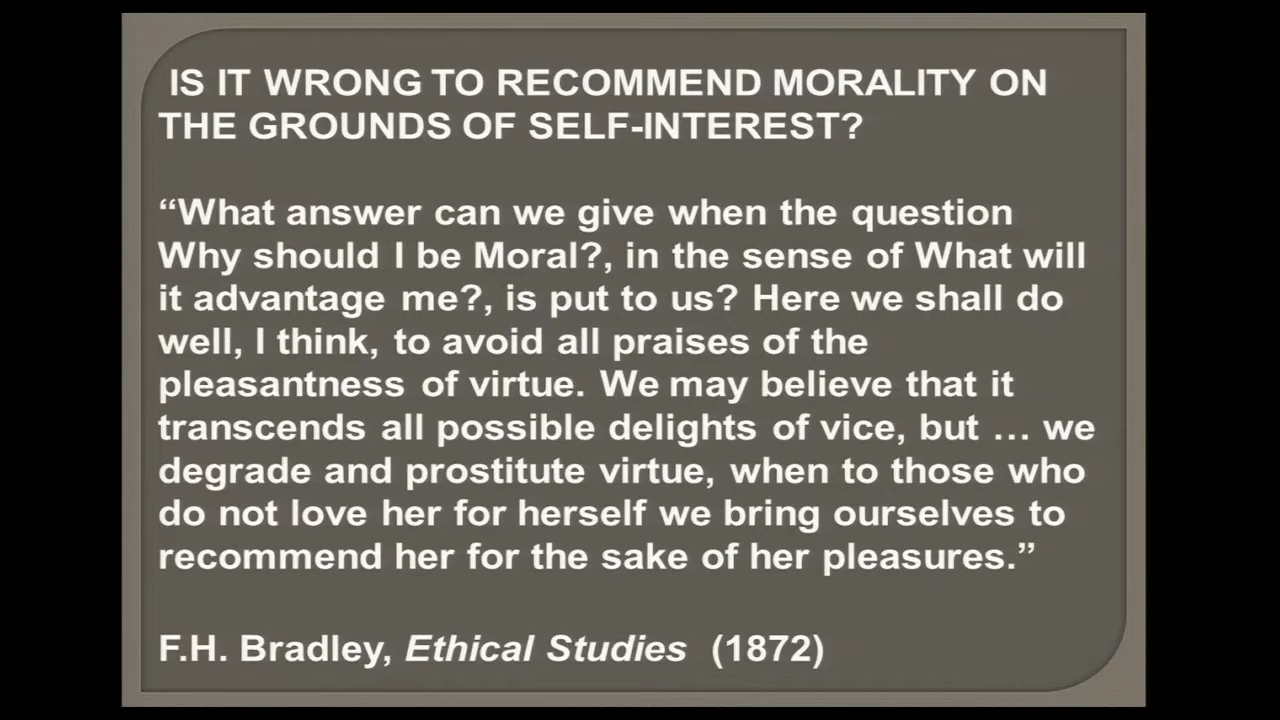 IS IT WRONG TO RECOMMEND MORALITY ON
THE GROUNDS OF SELF-INTEREST?
“What answer can we give when the question
Why should I be Moral?, in the sense of What will
it advantage me?, is put to us? Here we shall do
well, I think, to avoid all praises of the
pleasantness of virtue. We may believe that it
transcends all possible delights of vice, but … we
degrade and prostitute virtue, when to those who
do not love her for herself we bring ourselves to
recommend her for the sake of her pleasures.”
F.H. Bradley, Ethical Studies (1872)